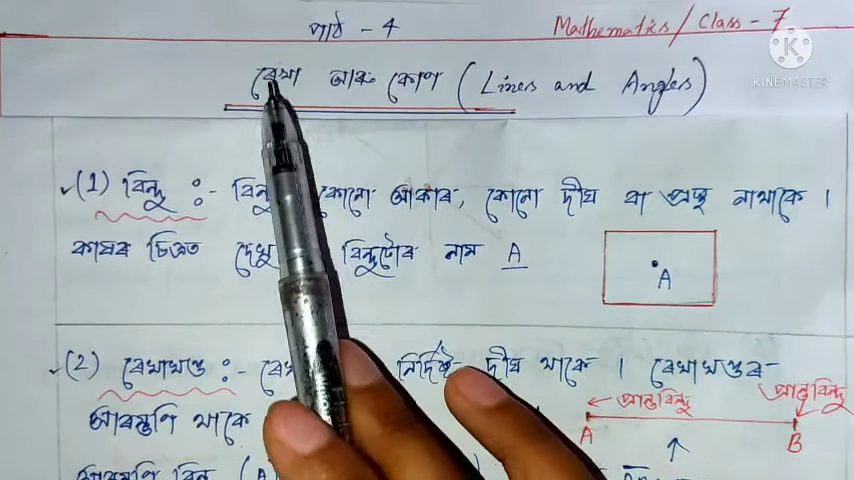 পাঠ - 4
Mathematics / Class - 7
KINEMASTER
ৰেখা আৰু কোণ (Lines and Angles)
(1) বিন্দু :- কোনো আকাৰ, কোনো দীঘ বা প্ৰস্থ নাথাকে ।
কাষৰ চিত্ৰত বিন্দুটোৰ নাম A
A
(2) ৰেখাখণ্ড :- নিৰ্দিষ্ট দীঘ থাকে । ৰেখাখণ্ডৰ
প্ৰান্তবিন্দু প্ৰান্তবিন্দু
থাকে
A B